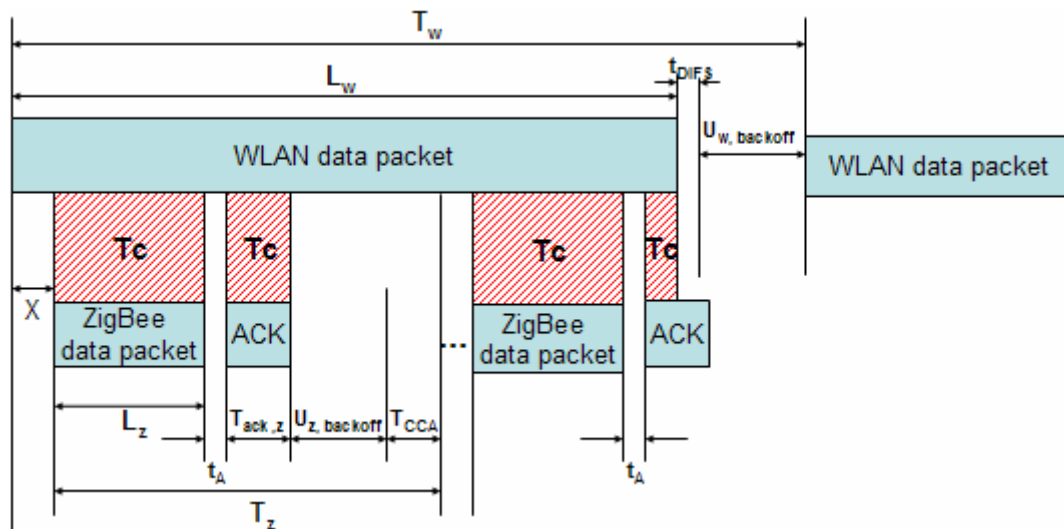 T_w
t_DIFS
L_w
U_w, backoff
WLAN data packet
WLAN data packet
Tc
Tc
Tc
Tc
X
ZigBee
data packet
ACK
...
ZigBee
data packet
ACK
L_z
T_ack,z
U_z, backoff
T_CCA
t_A
t_A
T_z